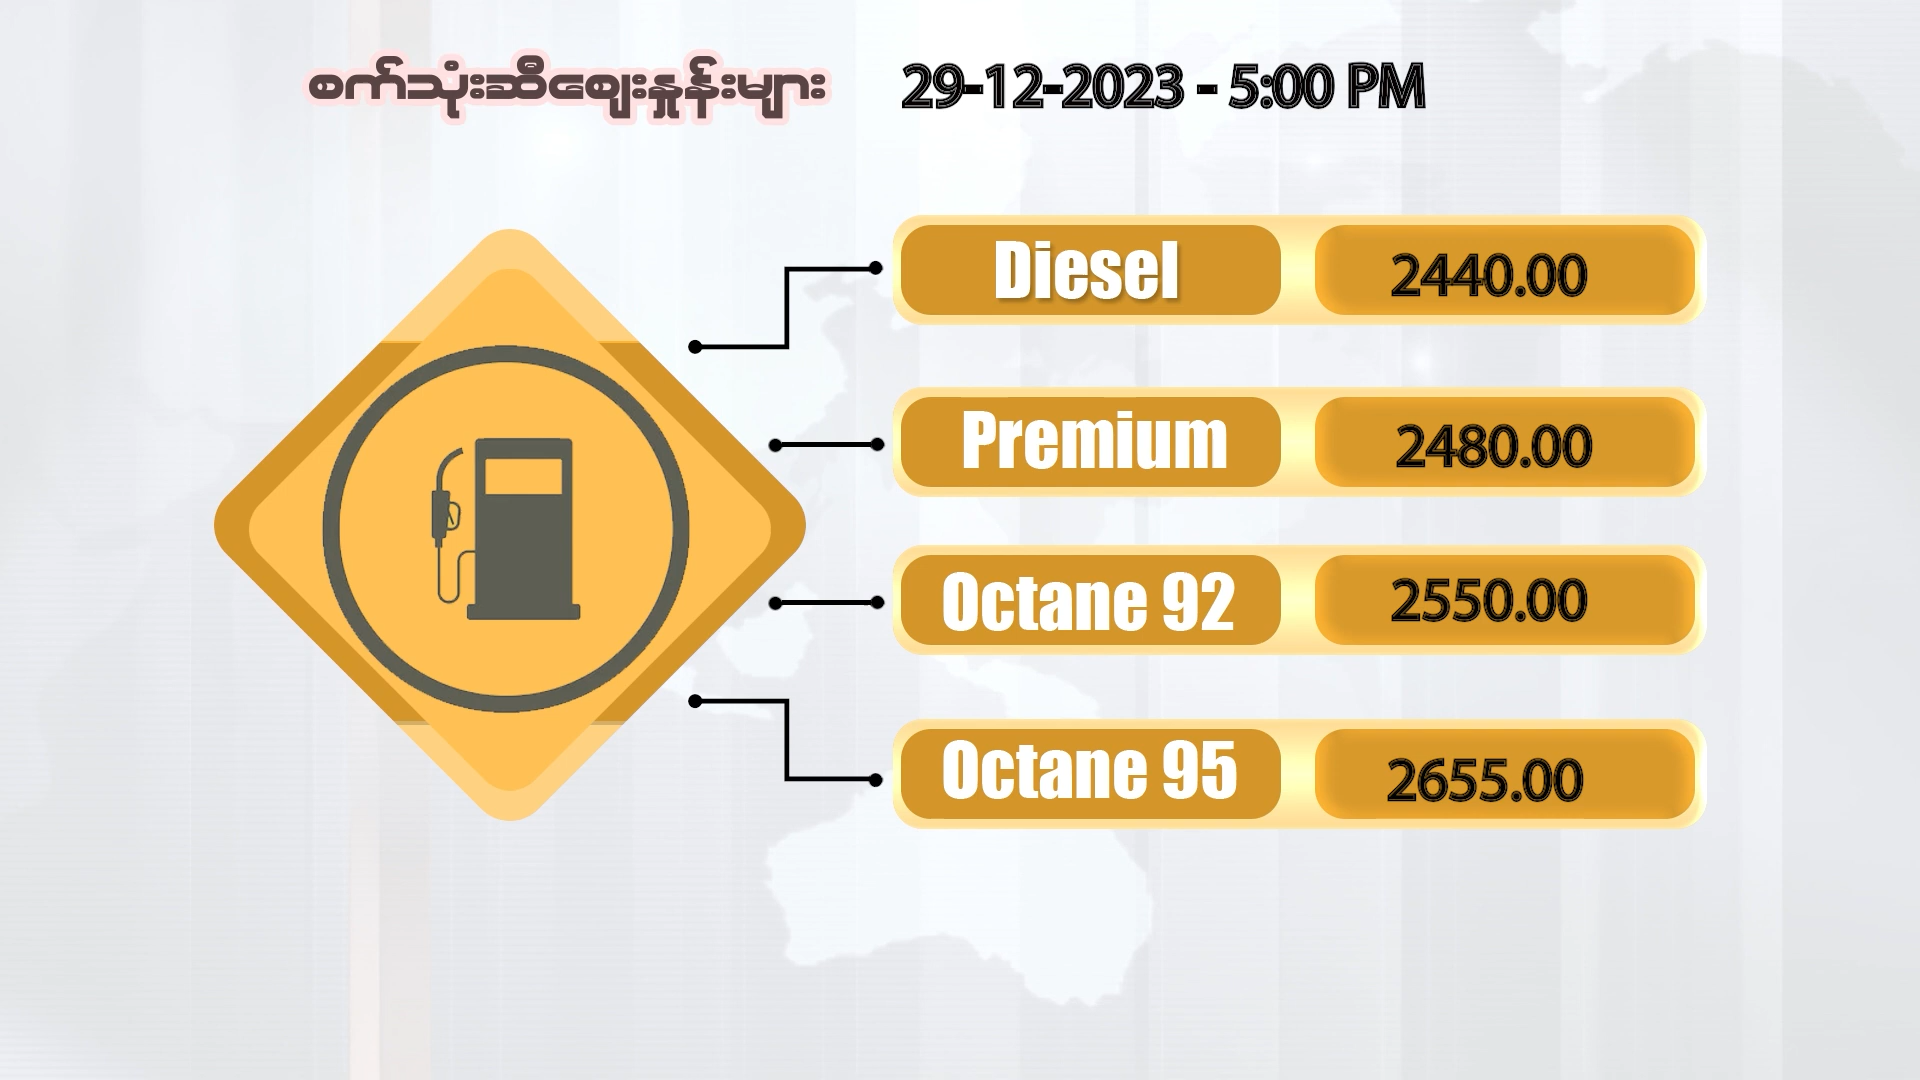 စက်သုံးဆီဈေးနှုန်းများ 29-12-2023 - 5:00 PM
Diesel 2440.00
Premium 2480.00
Octane 92 2550.00
Octane 95 2655.00